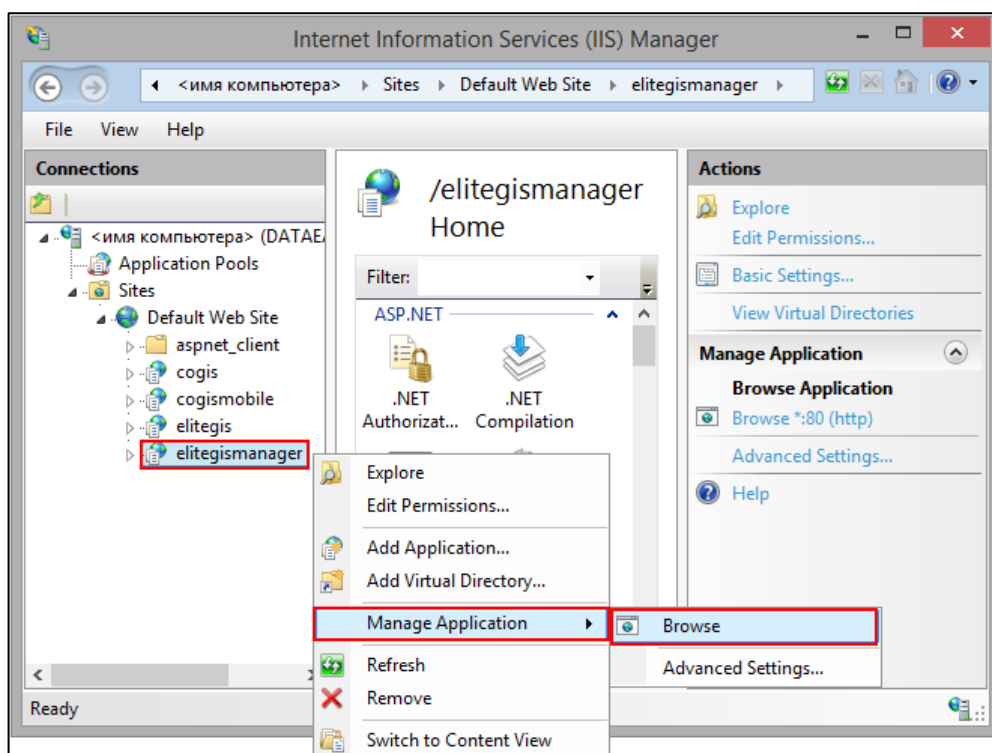 Internet Information Services (IIS) Manager
<имя компьютера> Sites Default Web Site elitegismanager
File View Help
Connections
<имя компьютера> (DATAE
Application Pools
Sites
Default Web Site
aspnet_client
cogis
cogismobile
elitegis
elitegismanager
/elitegismanager
Home
Filter:
ASP.NET
.NET
Authorizat...
.NET
Compilation
Explore
Edit Permissions...
Add Application...
Add Virtual Directory...
Manage Application
Refresh
Remove
Switch to Content View
Browse
Advanced Settings...
Actions
Explore
Edit Permissions...
Basic Settings...
View Virtual Directories
Manage Application
Browse Application
Browse *:80 (http)
Advanced Settings...
Help
Ready